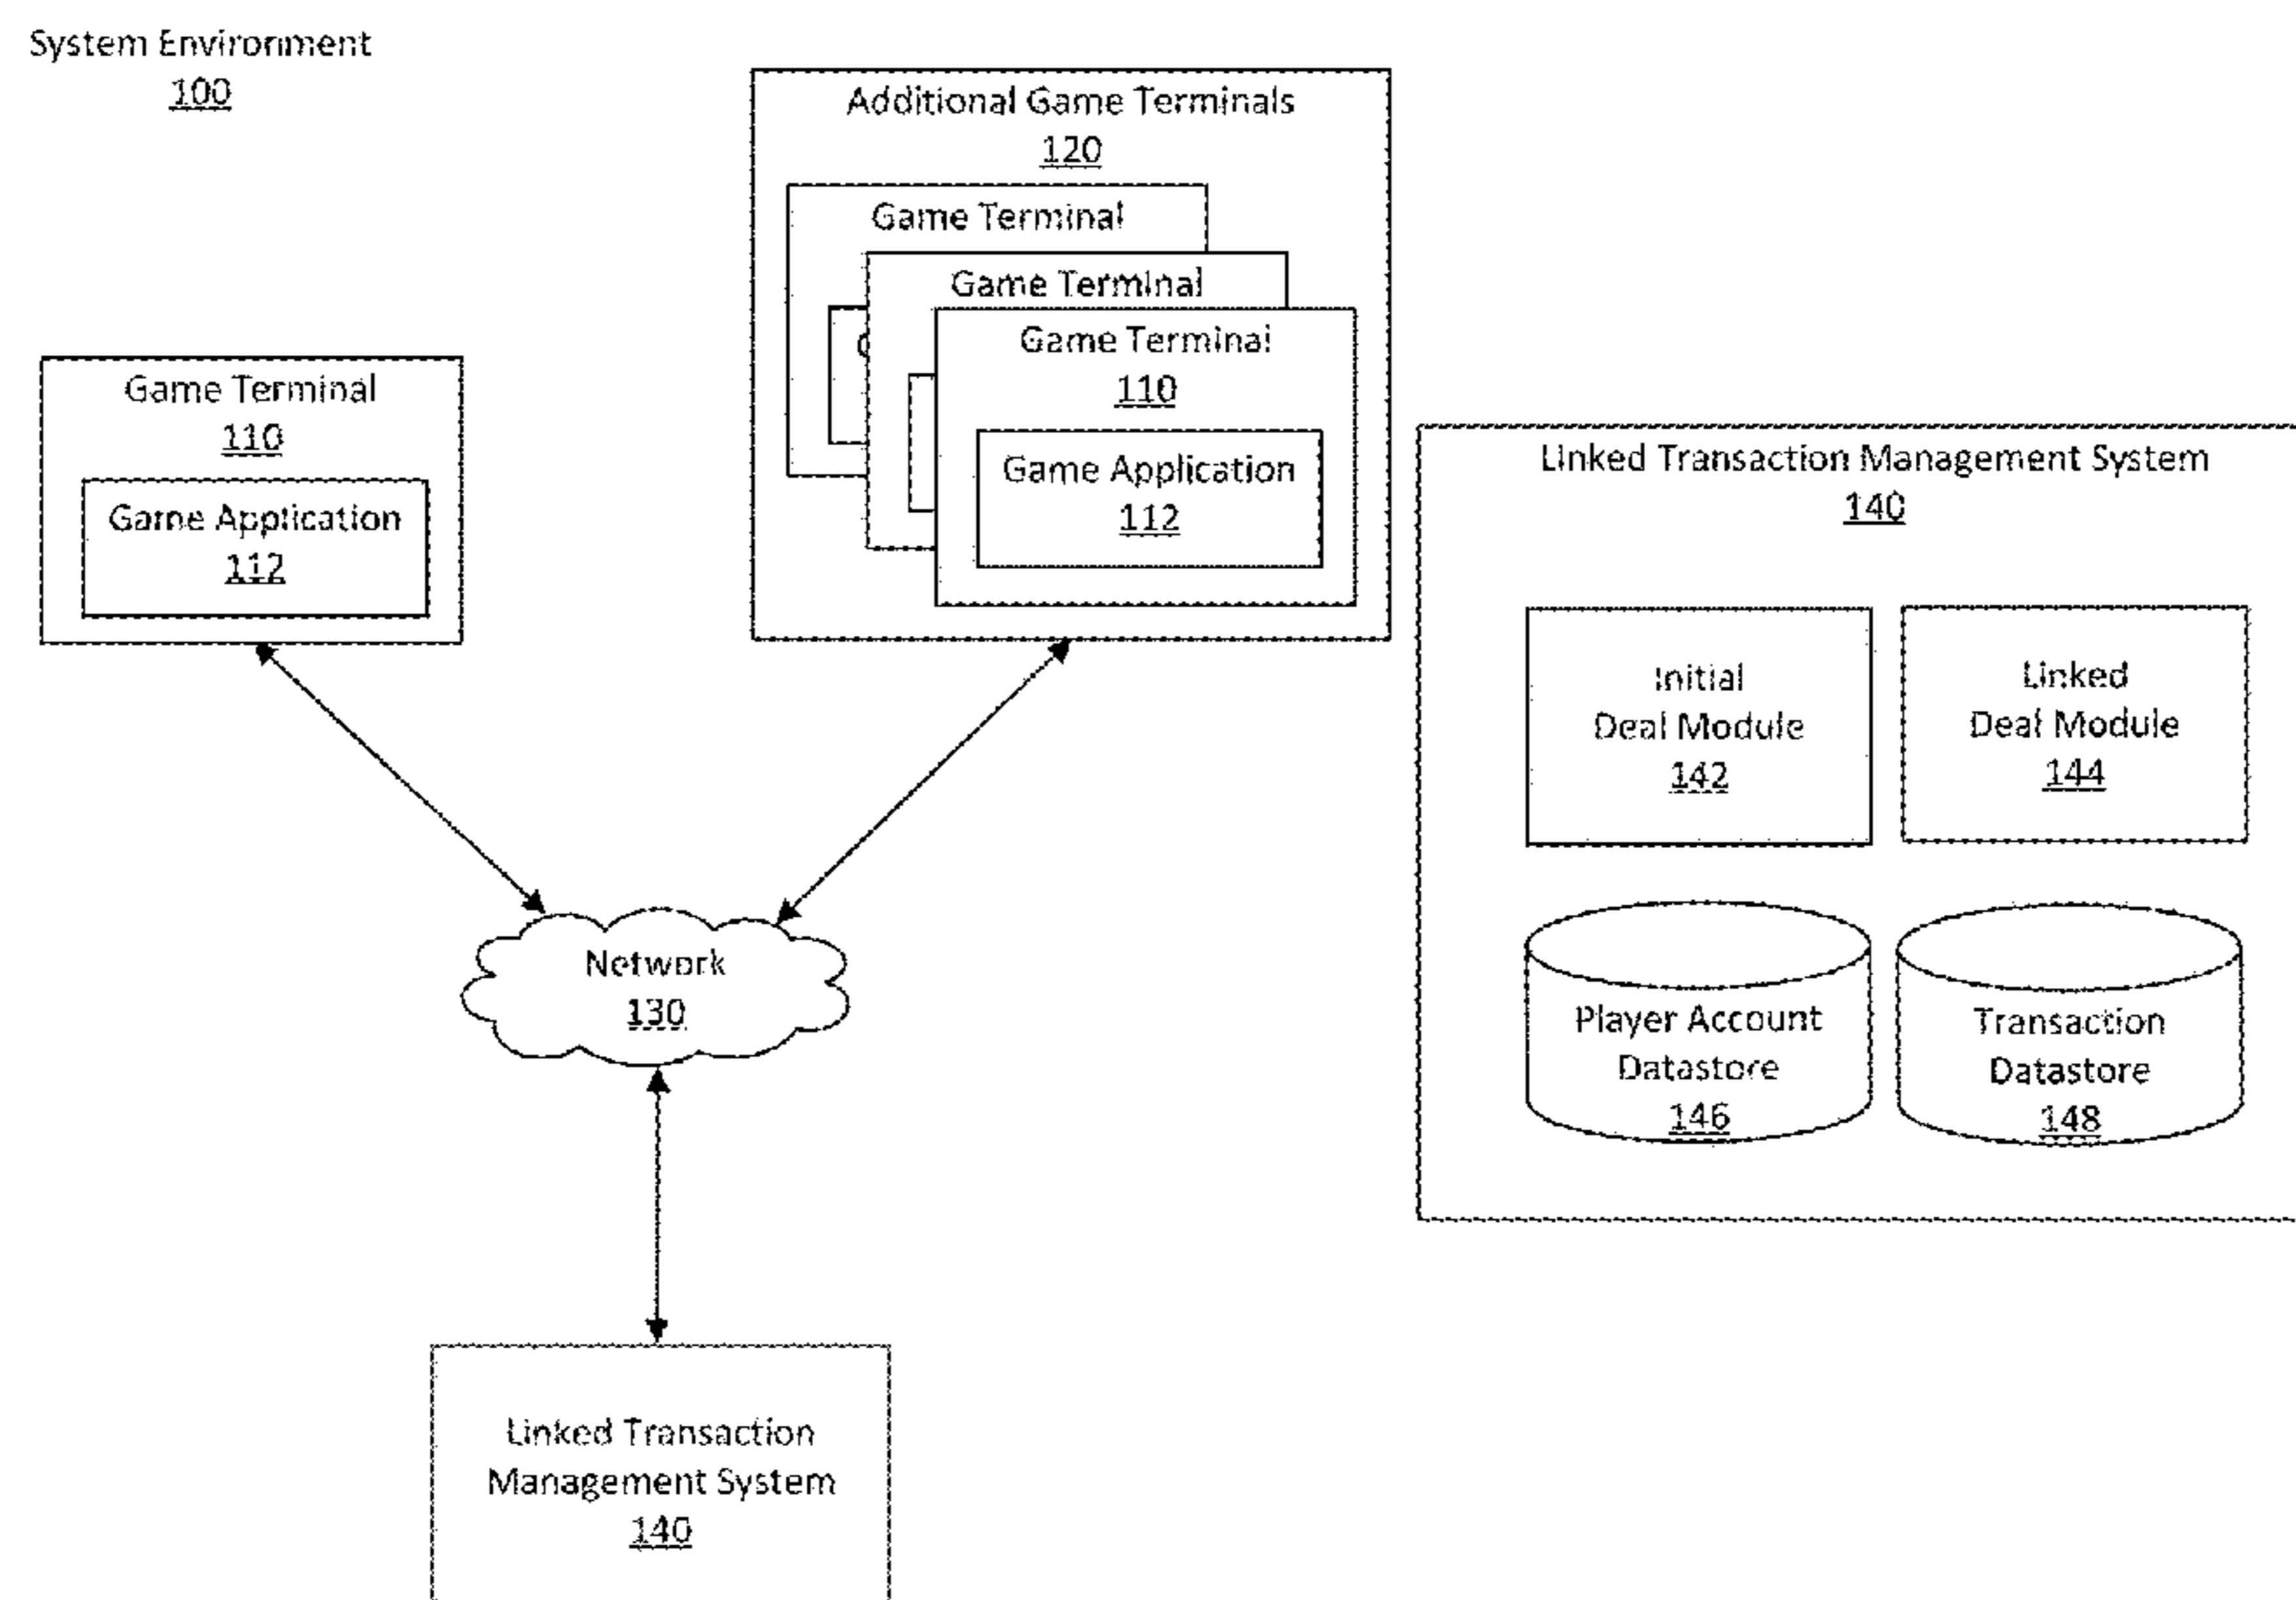 System Environment
100
Additional Game Terminals
120
Game Terminal
Game Terminal
Game Terminal
110
Game Application
112
Game Terminal
110
Game Application
112
Linked Transaction Management System
140
Initial
Deal Module
142
Linked
Deal Module
144
Player Account
Datastore
146
Transaction
Datastore
148
Network
130
Linked Transaction
Management System
140